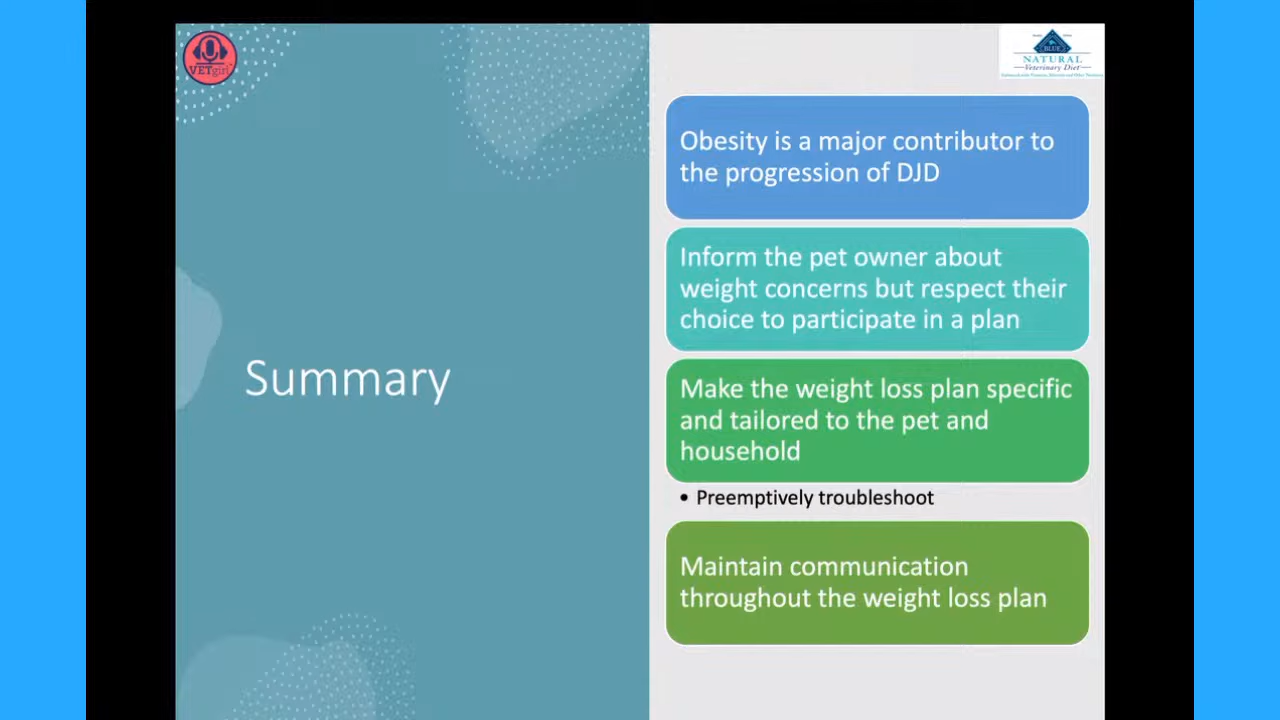 VETgirl
BLUE
NATURAL
Veterinary Diet
Summary
Obesity is a major contributor to
the progression of DJD
Inform the pet owner about
weight concerns but respect their
choice to participate in a plan
Make the weight loss plan specific
and tailored to the pet and
household
• Preemptively troubleshoot
Maintain communication
throughout the weight loss plan